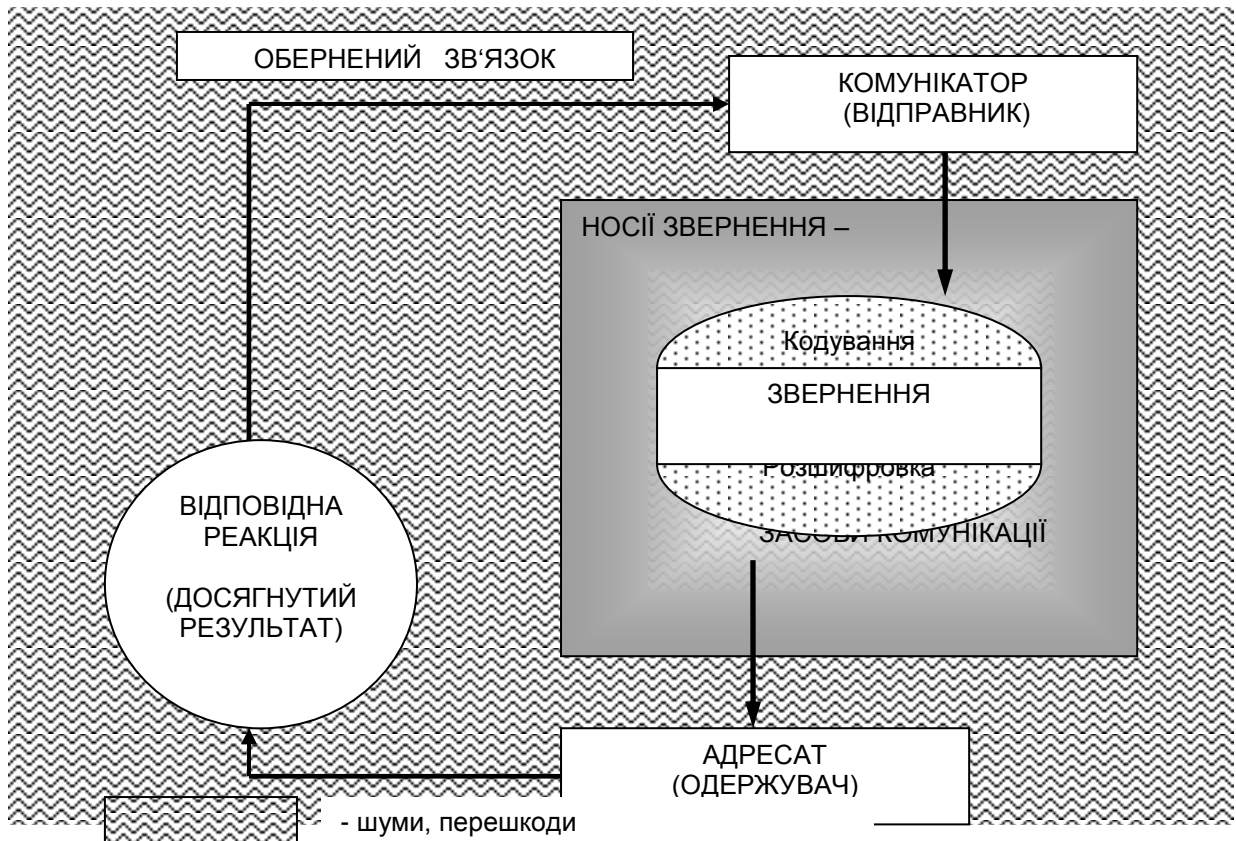 ОБЕРНЕНИЙ ЗВ‘ЯЗОК
КОМУНІКАТОР
(ВІДПРАВНИК)
НОСІЇ ЗВЕРНЕННЯ –
Кодування
ЗВЕРНЕННЯ
Розшифровка
ЗАСОБИ КОМУНІКАЦІЇ
ВІДПОВІДНА
РЕАКЦІЯ
(ДОСЯГНУТИЙ
РЕЗУЛЬТАТ)
АДРЕСАТ
(ОДЕРЖУВАЧ)
- шуми, перешкоди